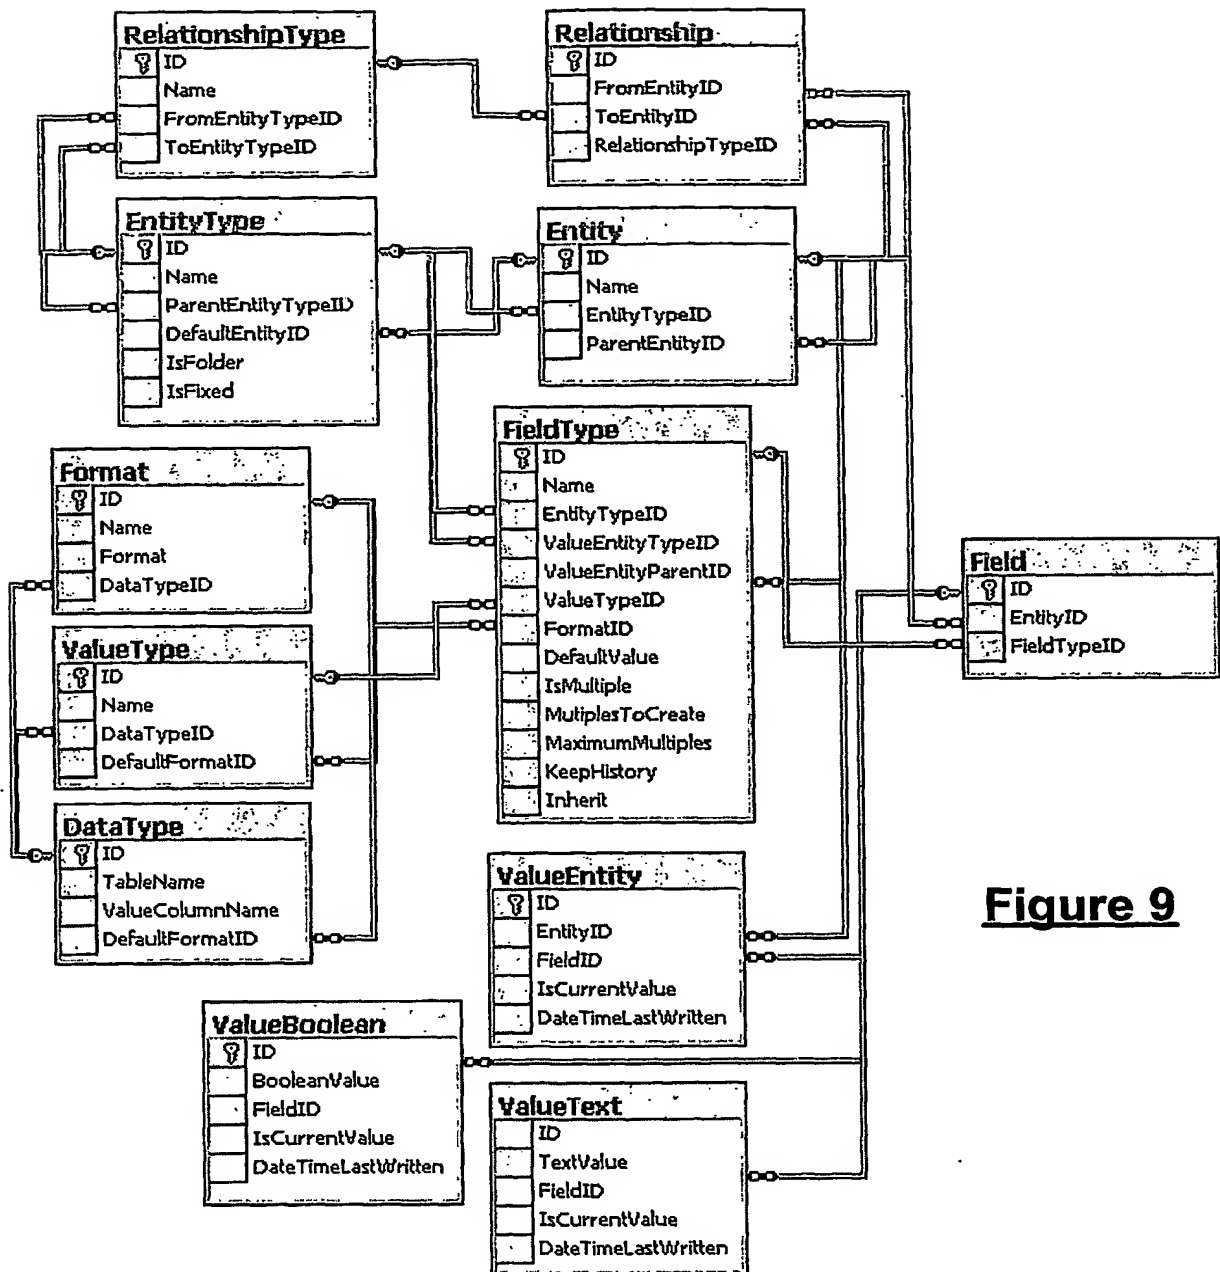 RelationshipType
ID
Name
FromEntityTypeID
ToEntityTypeID
Relationship
ID
FromEntityID
ToEntityID
RelationshipTypeID
EntityType
ID
Name
ParentEntityTypeID
DefaultEntityID
IsFolder
IsFixed
Entity
ID
Name
EntityTypeID
ParentEntityID
Format
ID
Name
Format
DataTypeID
FieldType
ID
Name
EntityTypeID
ValueEntityTypeID
ValueEntityParentID
ValueTypeID
FormatID
DefaultValue
IsMultiple
MutiplesToCreate
MaximumMultiples
KeepHistory
Inherit
Field
ID
EntityID
FieldTypeID
ValueType
ID
Name
DataTypeID
DefaultFormatID
DataType
ID
TableName
ValueColumnName
DefaultFormatID
ValueEntity
ID
EntityID
FieldID
IsCurrentValue
DateTimeLastWritten
Figure 9
ValueBoolean
ID
BooleanValue
FieldID
IsCurrentValue
DateTimeLastWritten
ValueText
ID
TextValue
FieldID
IsCurrentValue
DateTimeLastWritten